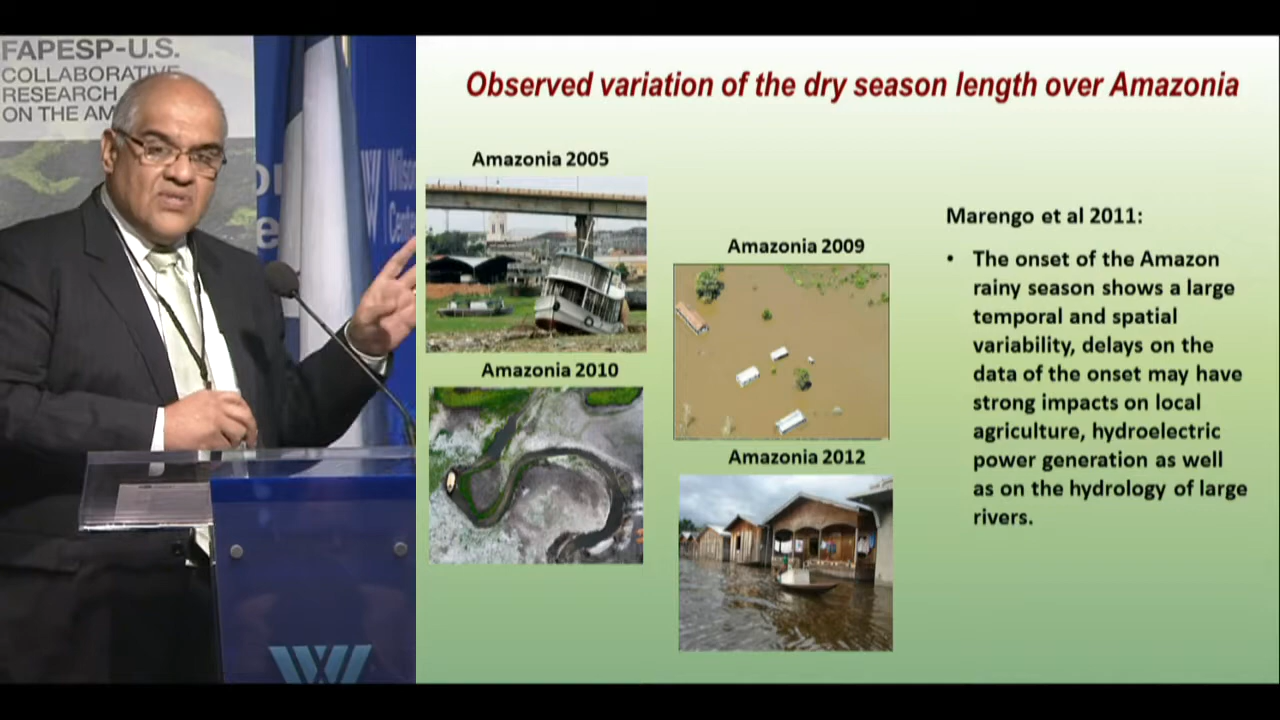 FAPESP-U.S.
COLLABORATIVE
RESEARCH
ON THE AM
Wilson
Center
Observed variation of the dry season length over Amazonia
Amazonia 2005
Amazonia 2009
Amazonia 2010
Amazonia 2012
Marengo et al 2011:
• The onset of the Amazon
rainy season shows a large
temporal and spatial
variability, delays on the
data of the onset may have
strong impacts on local
agriculture, hydroelectric
power generation as well
as on the hydrology of large
rivers.